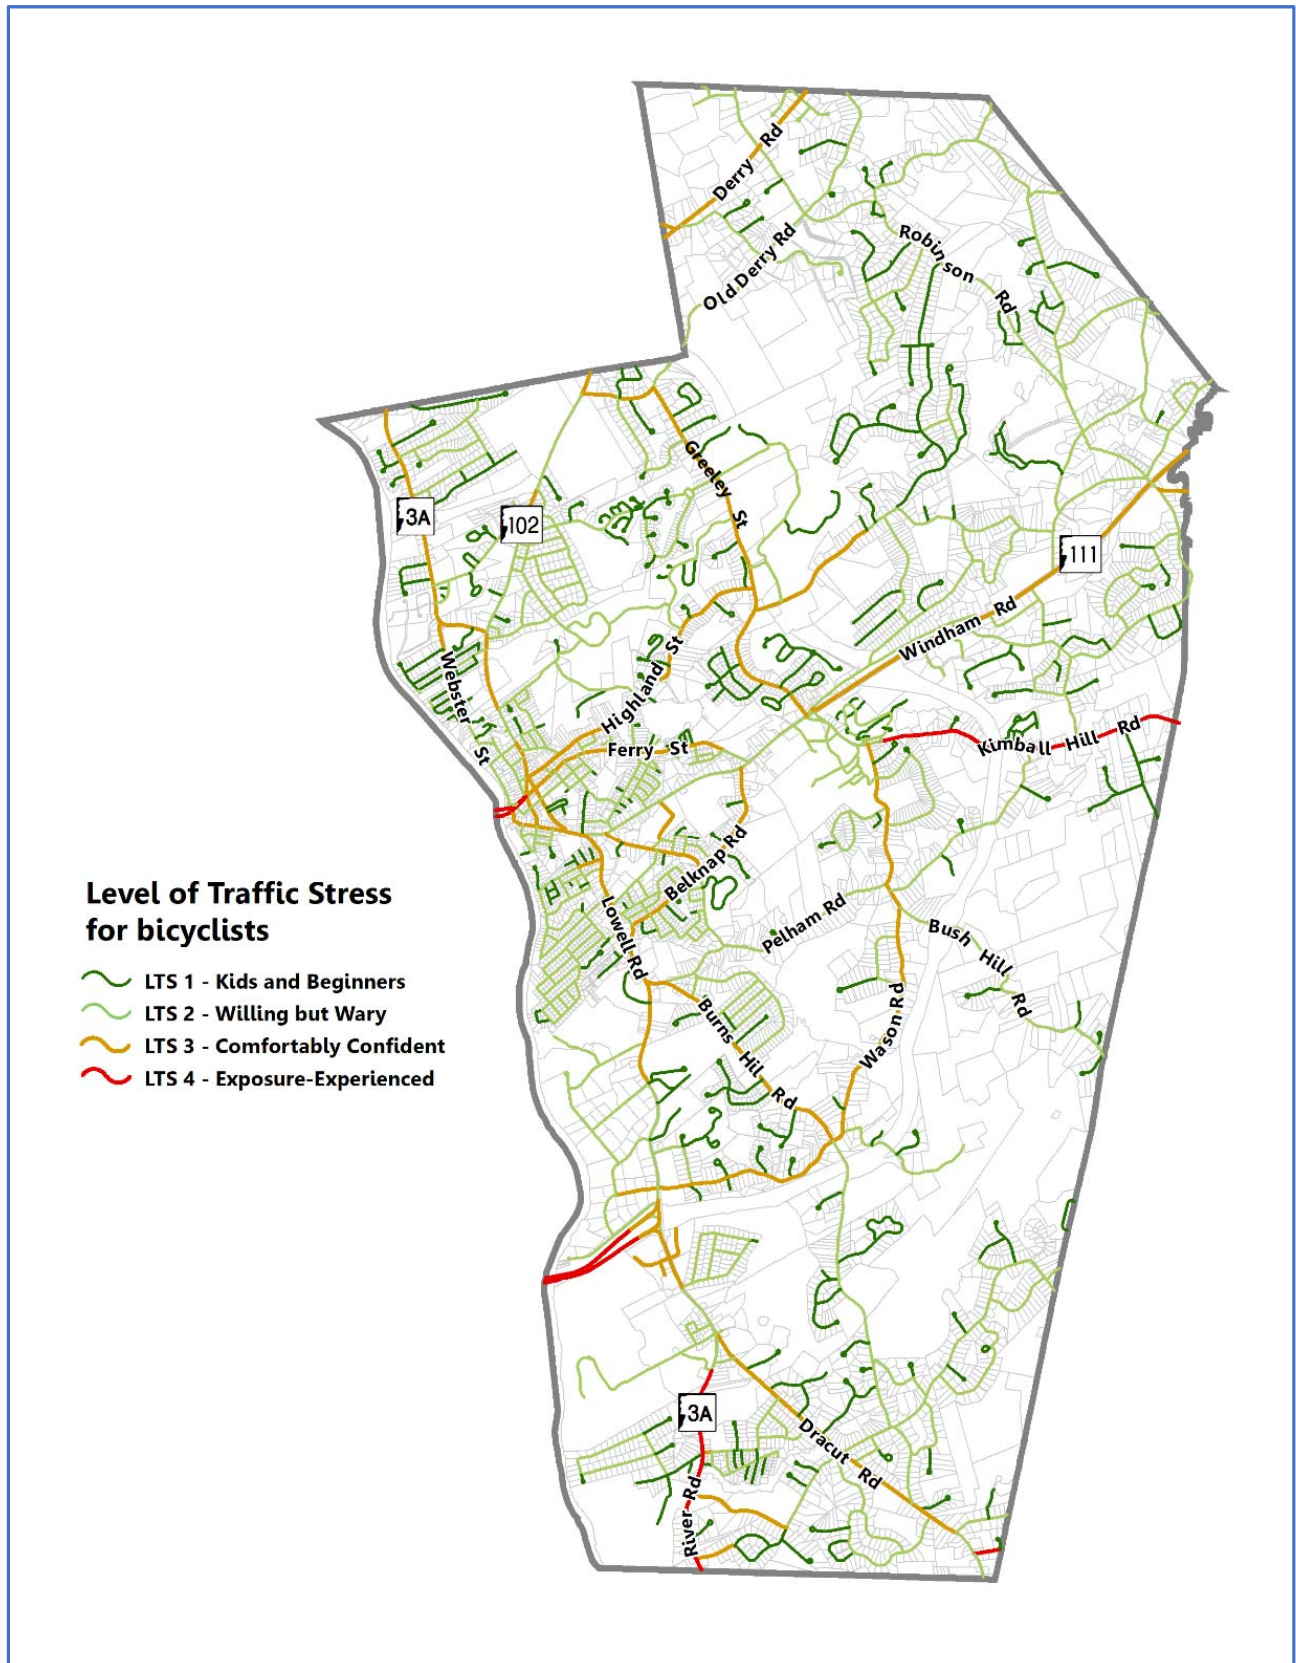 Derry Rd
Robinson Rd
Old Derry Rd
Greeley St
3A
102
111
Windham Rd
Webster St
Highland St
Ferry St
Kimball Hill Rd
Belknap Rd
Level of Traffic Stress
for bicyclists
LTS 1 - Kids and Beginners
LTS 2 - Willing but Wary
LTS 3 - Comfortably Confident
LTS 4 - Exposure-Experienced
Lowell Rd
Pelham Rd
Bush Hill Rd
Burns Hil Rd
Wason Rd
3A
Dracut Rd
River Rd